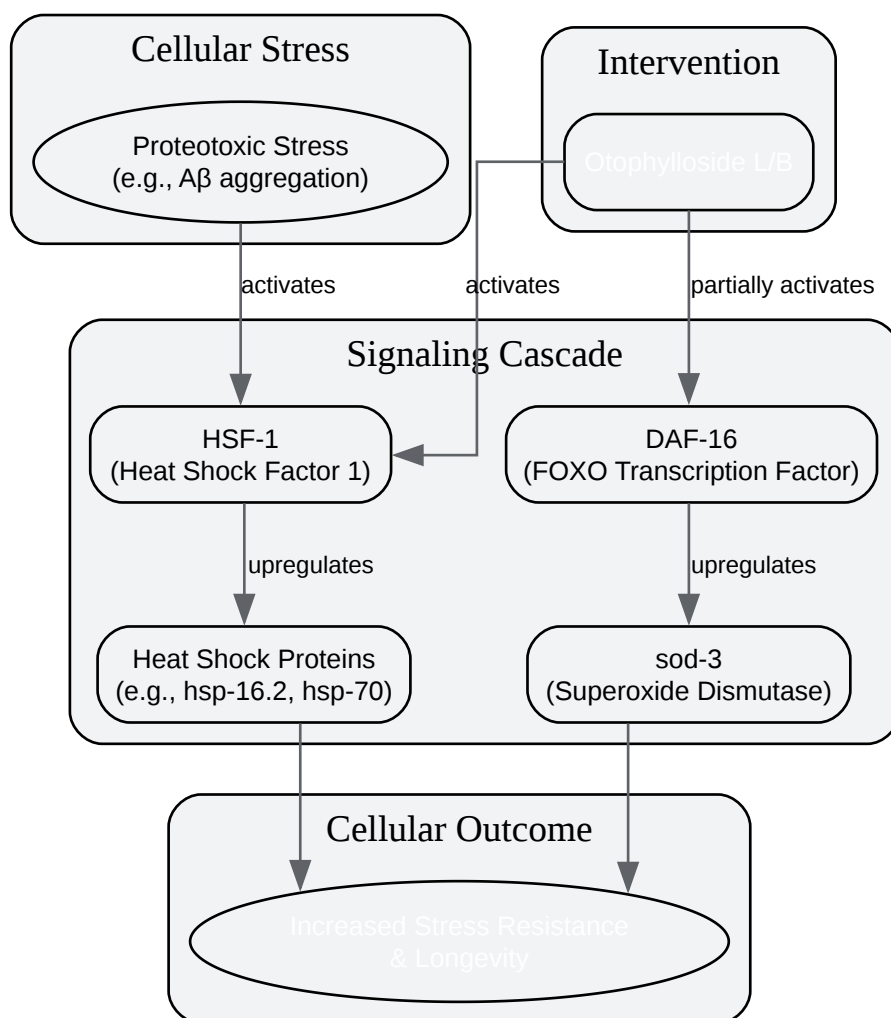 Cellular Stress
Proteotoxic Stress
(e.g., Aβ aggregation)
Intervention
Otophylloside L/B
activates
activates
partially activates
Signaling Cascade
HSF-1
(Heat Shock Factor 1)
DAF-16
(FOXO Transcription Factor)
upregulates
upregulates
Heat Shock Proteins
(e.g., hsp-16.2, hsp-70)
sod-3
(Superoxide Dismutase)
Cellular Outcome
Increased Stress Resistance
& Longevity